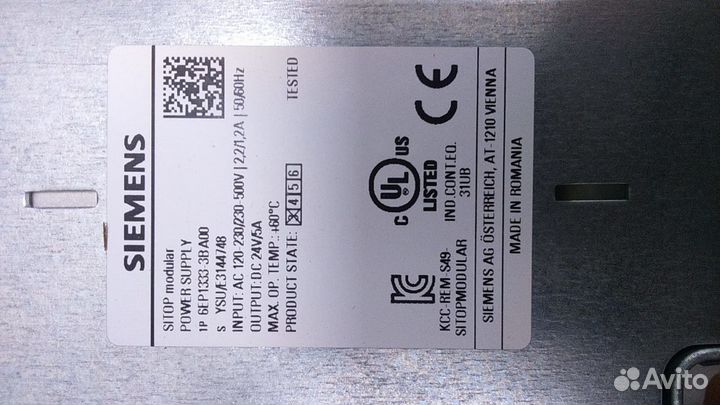 SIEMENS
SITOP modular
POWER SUPPLY
1P 6EP1333-3BA00
S YSU/E3144748
INPUT: AC 120-230/230-500V | 2,2/1,2A | 50/60Hz
OUTPUT: DC 24V/5A
MAX. OP. TEMP.: +60°C
PRODUCT STATE: X 4 5 6
TESTED
KCC-REM-S49-
SITOPMODULAR
C UL US
®
LISTED
IND.CONT.EQ.
31UB
CE
SIEMENS AG ÖSTERREICH, AT-1210 VIENNA
MADE IN ROMANIA
Avito